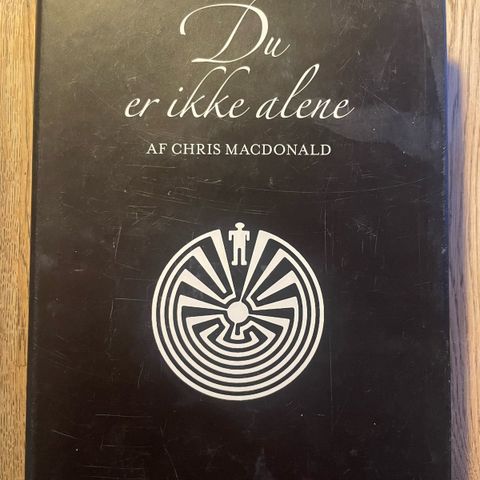 Du
er ikke alene
AF CHRIS MACDONALD